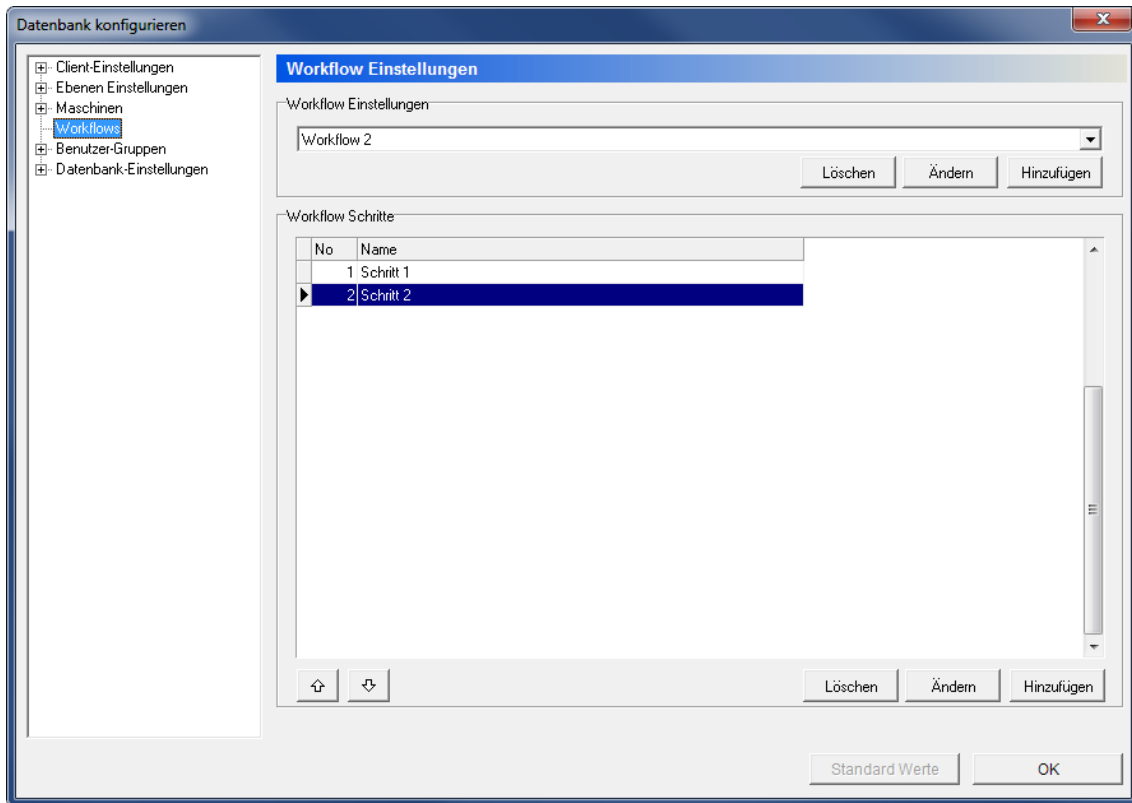 Datenbank konfigurieren
Client-Einstellungen
Ebenen Einstellungen
Maschinen
Workflows
Benutzer-Gruppen
Datenbank-Einstellungen
Workflow Einstellungen
Workflow Einstellungen
Workflow 2
Löschen Ändern Hinzufügen
Workflow Schritte
No Name
1 Schritt 1
2 Schritt 2
Löschen Ändern Hinzufügen
Standard Werte OK